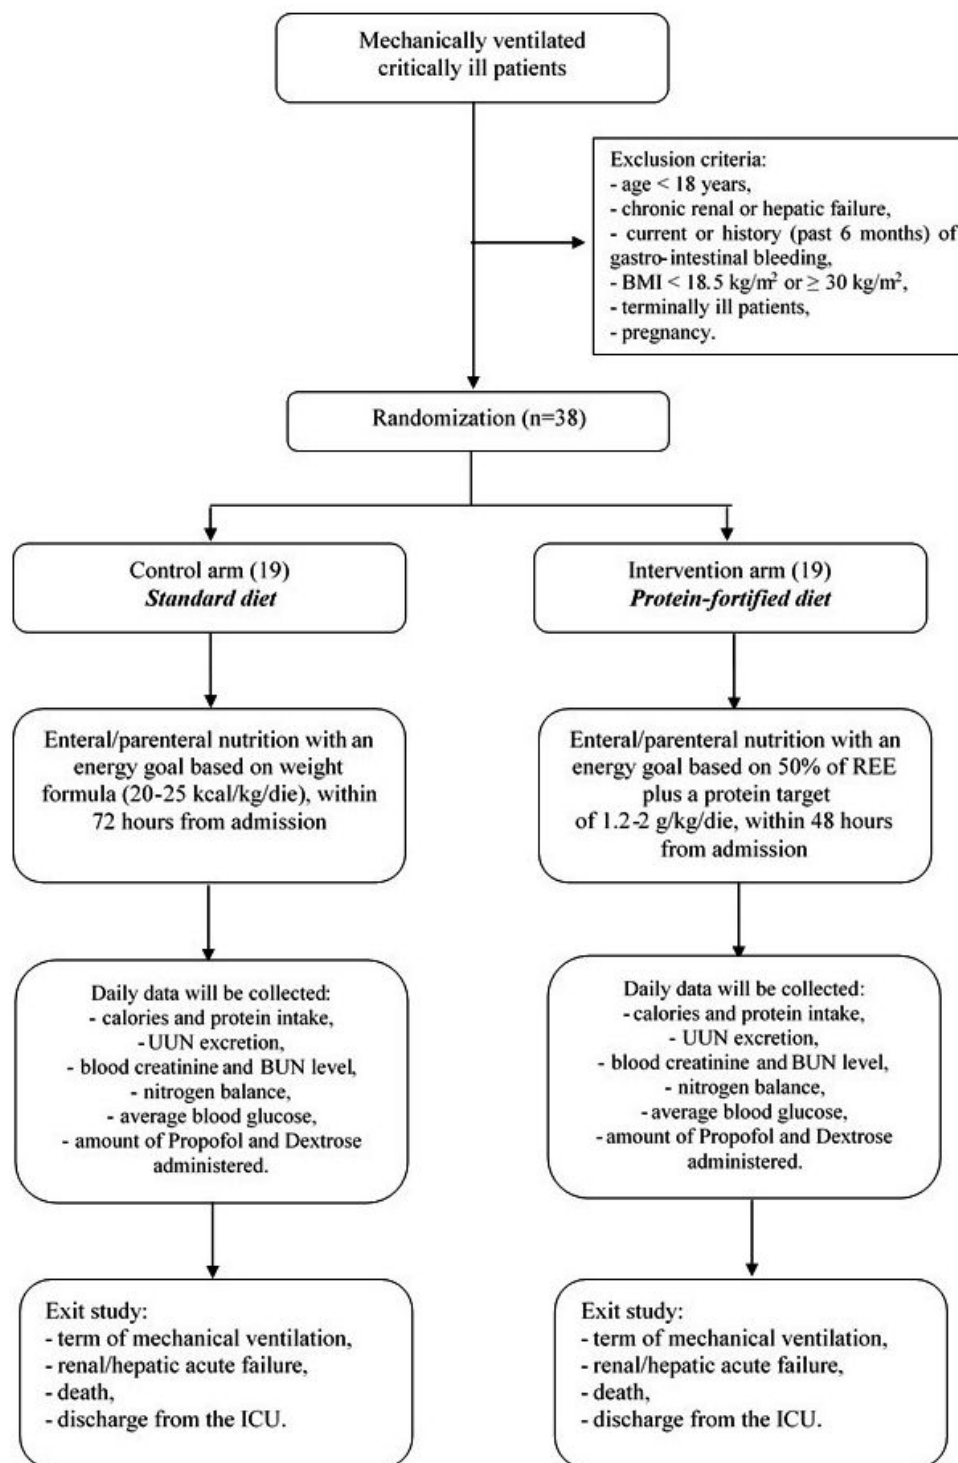 Mechanically ventilated
critically ill patients
Exclusion criteria:
- age < 18 years,
- chronic renal or hepatic failure,
- current or history (past 6 months) of
gastro-intestinal bleeding,
- BMI < 18.5 kg/m² or ≥ 30 kg/m²,
- terminally ill patients,
- pregnancy.
Randomization (n=38)
Control arm (19)
Standard diet
Intervention arm (19)
Protein-fortified diet
Enteral/parenteral nutrition with an
energy goal based on weight
formula (20-25 kcal/kg/die), within
72 hours from admission
Enteral/parenteral nutrition with an
energy goal based on 50% of REE
plus a protein target
of 1.2-2 g/kg/die, within 48 hours
from admission
Daily data will be collected:
- calories and protein intake,
- UUN excretion,
- blood creatinine and BUN level,
- nitrogen balance,
- average blood glucose,
- amount of Propofol and Dextrose
administered.
Daily data will be collected:
- calories and protein intake,
- UUN excretion,
- blood creatinine and BUN level,
- nitrogen balance,
- average blood glucose,
- amount of Propofol and Dextrose
administered.
Exit study:
- term of mechanical ventilation,
- renal/hepatic acute failure,
- death,
- discharge from the ICU.
Exit study:
- term of mechanical ventilation,
- renal/hepatic acute failure,
- death,
- discharge from the ICU.